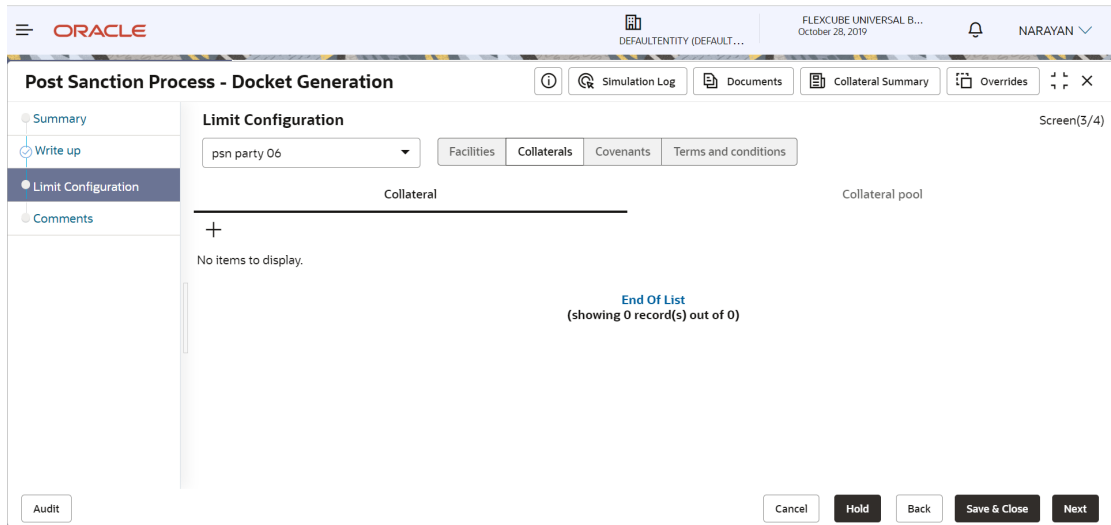 ORACLE
DEFAULTENTITY (DEFAULT...
FLEXCUBE UNIVERSAL B...
October 28, 2019
NARAYAN
Post Sanction Process - Docket Generation
Simulation Log
Documents
Collateral Summary
Overrides
Summary
Write up
Limit Configuration
Comments
Limit Configuration
Screen(3/4)
psn party 06
Facilities
Collaterals
Covenants
Terms and conditions
Collateral
Collateral pool
No items to display.
End Of List
(showing 0 record(s) out of 0)
Audit
Cancel
Hold
Back
Save & Close
Next